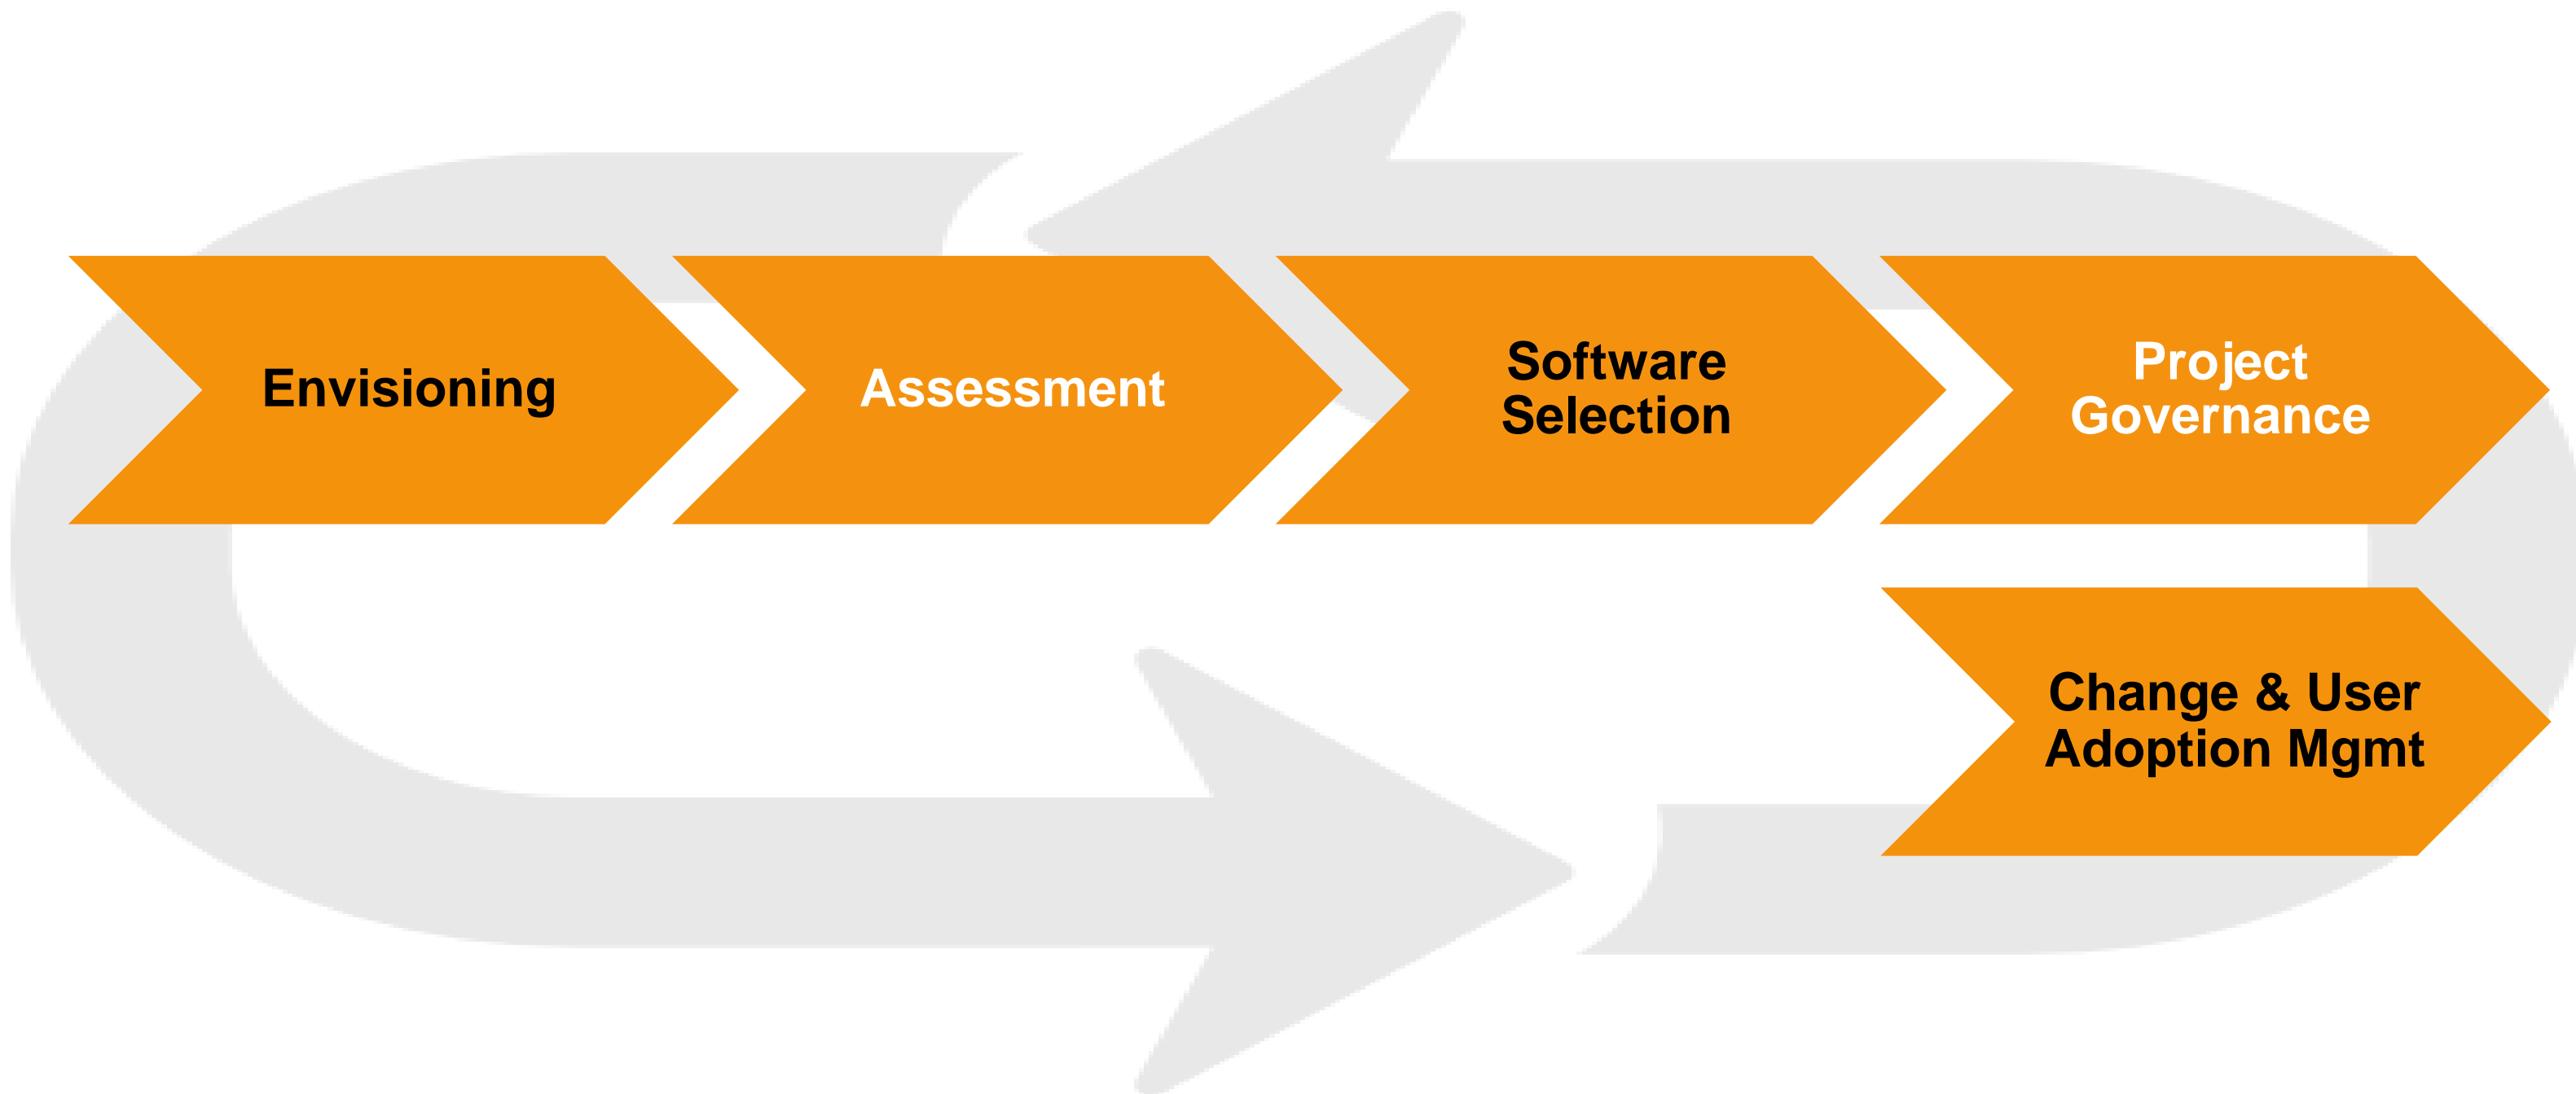 Envisioning
Assessment
Software
Selection
Project
Governance
Change & User
Adoption Mgmt